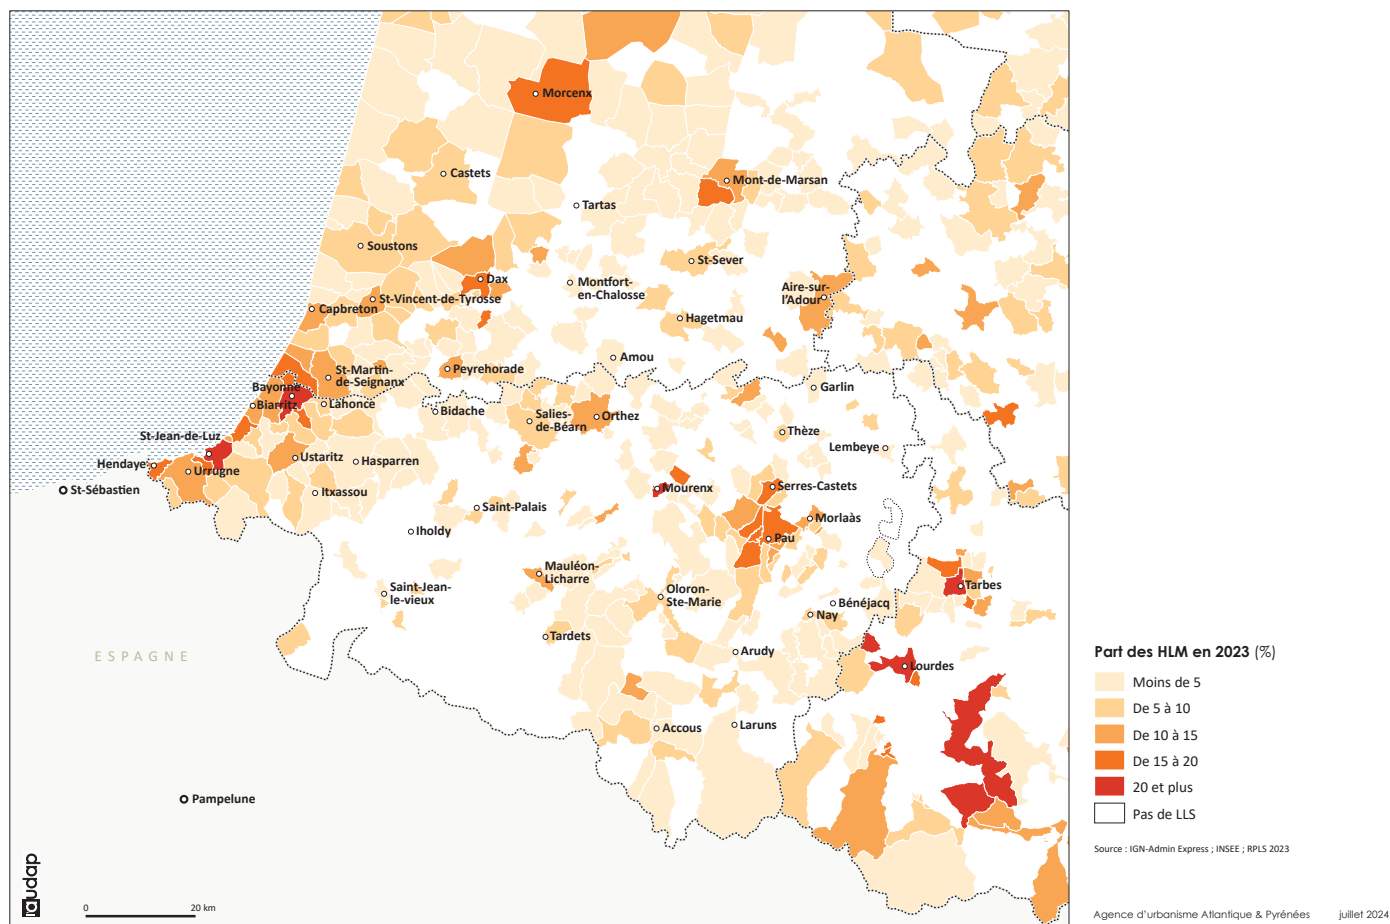 Morcenx
Castets
Mont-de-Marsan
Tartas
Soustons
St-Sever
Dax
Montfort-
en-Chalosse
Aire-sur-
l'Adour
St-Vincent-de-Tyrosse
Capbreton
Hagetmau
Amou
St-Martin-
de-Seignanx
Peyrehorade
Garlin
Bayonne
Biarritz
Lahonce
Bidache
Salies-
de-Béarn
Orthez
Thèze
St-Jean-de-Luz
Lembeye
Hendaye
Urrugne
Ustaritz
Hasparren
St-Sébastien
Itxassou
Mourenx
Serres-Castets
Saint-Palais
Morlaàs
Iholdy
Pau
Mauléon-
Licharre
Tarbes
Saint-Jean-
le-vieux
Oloron-
Ste-Marie
Bénéjacq
Nay
Tardets
ESPAGNE
Arudy
Lourdes
Accous
Laruns
Pampelune
audap
0 20 km
Part des HLM en 2023 (%)
Moins de 5
De 5 à 10
De 10 à 15
De 15 à 20
20 et plus
Pas de LLS
Source : IGN-Admin Express ; INSEE ; RPLS 2023
Agence d'urbanisme Atlantique & Pyrénées juillet 2024